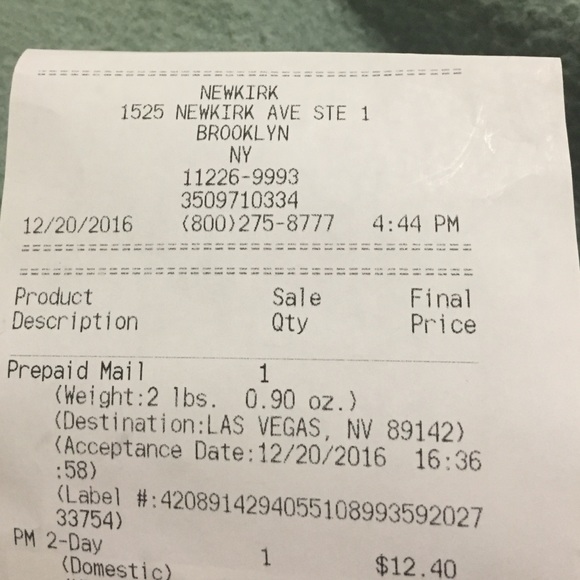 ================================
NEWKIRK
1525 NEWKIRK AVE STE 1
BROOKLYN
NY
11226-9993
3509710334
12/20/2016 (800)275-8777 4:44 PM
================================
================================
Product Sale Final
Description Qty Price
Prepaid Mail 1
(Weight:2 lbs. 0.90 oz.)
(Destination:LAS VEGAS, NV 89142)
(Acceptance Date:12/20/2016 16:36
:58)
(Label #:4208914294055108993592027
33754)
PM 2-Day 1 $12.40
(Domestic)